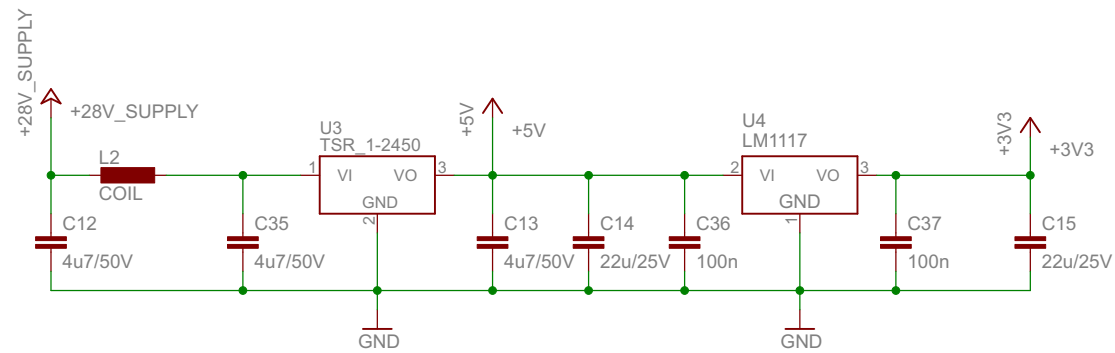 +28V_SUPPLY
+28V_SUPPLY
L2
COIL
C12
4u7/50V
C35
4u7/50V
U3
TSR_1-2450
1
VI
VO
3
GND
2
GND
+5V
+5V
C13
4u7/50V
C14
22u/25V
C36
100n
U4
LM1117
2
VI
VO
3
GND
1
GND
C37
100n
+3V3
+3V3
C15
22u/25V